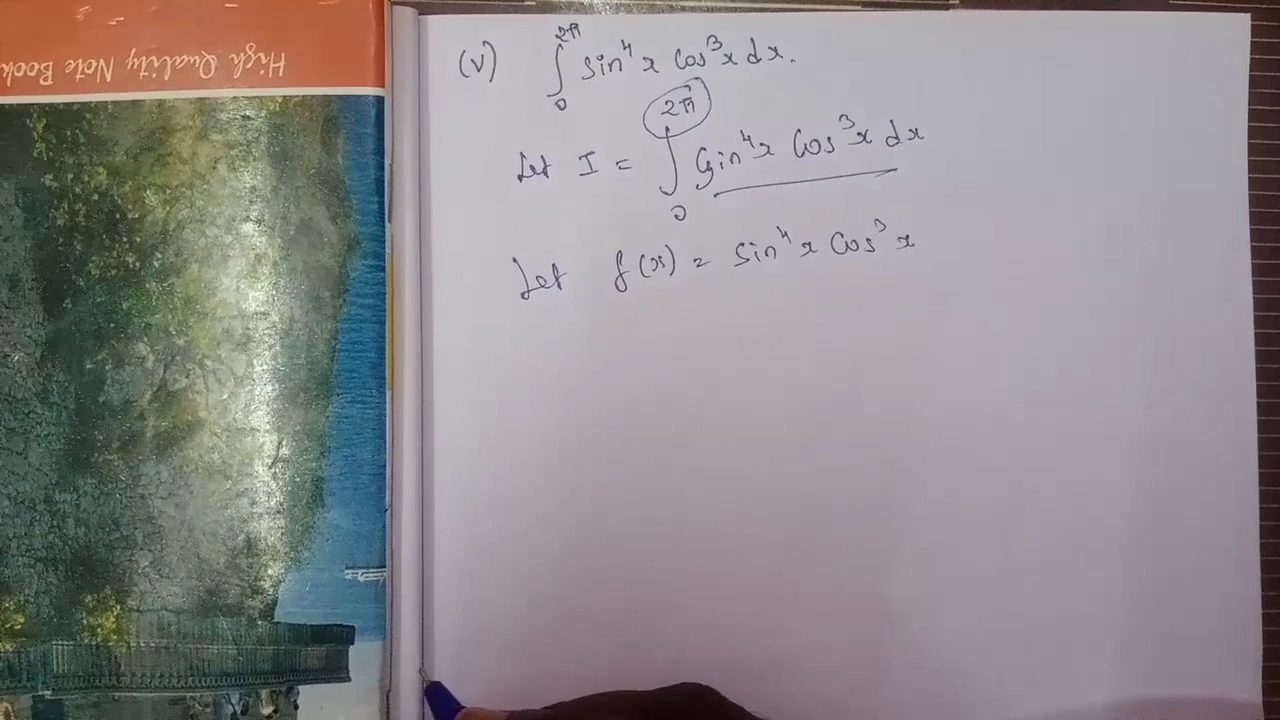 High Quality Note Book
(v) ∫₀^2π sin⁴x cos³x dx.
Let I = ∫₀^2π Sin⁴x Cos³x dx
Let f(x) = Sin⁴x Cos³x